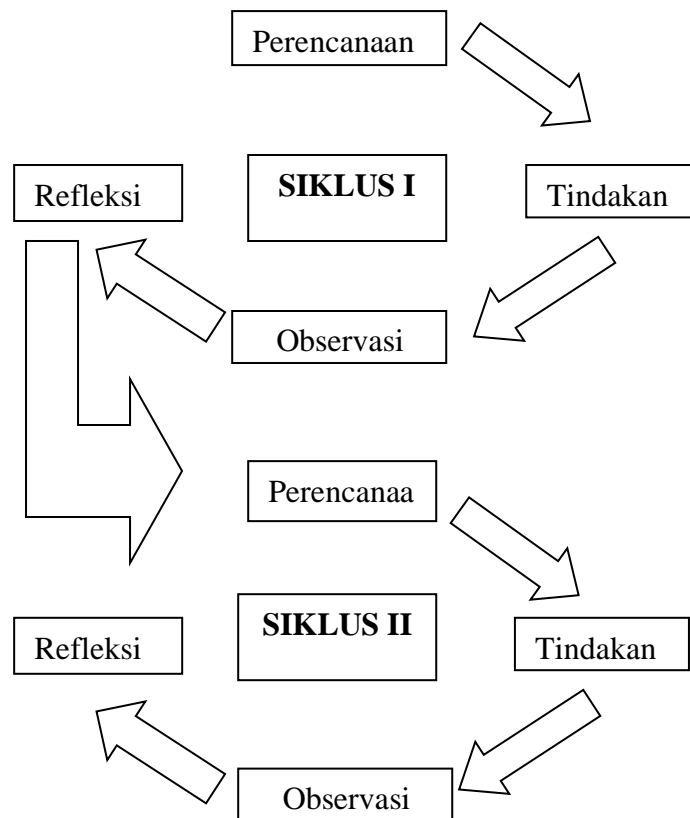 Perencanaan
Refleksi
SIKLUS I
Tindakan
Observasi
Perencanaa
Refleksi
SIKLUS II
Tindakan
Observasi